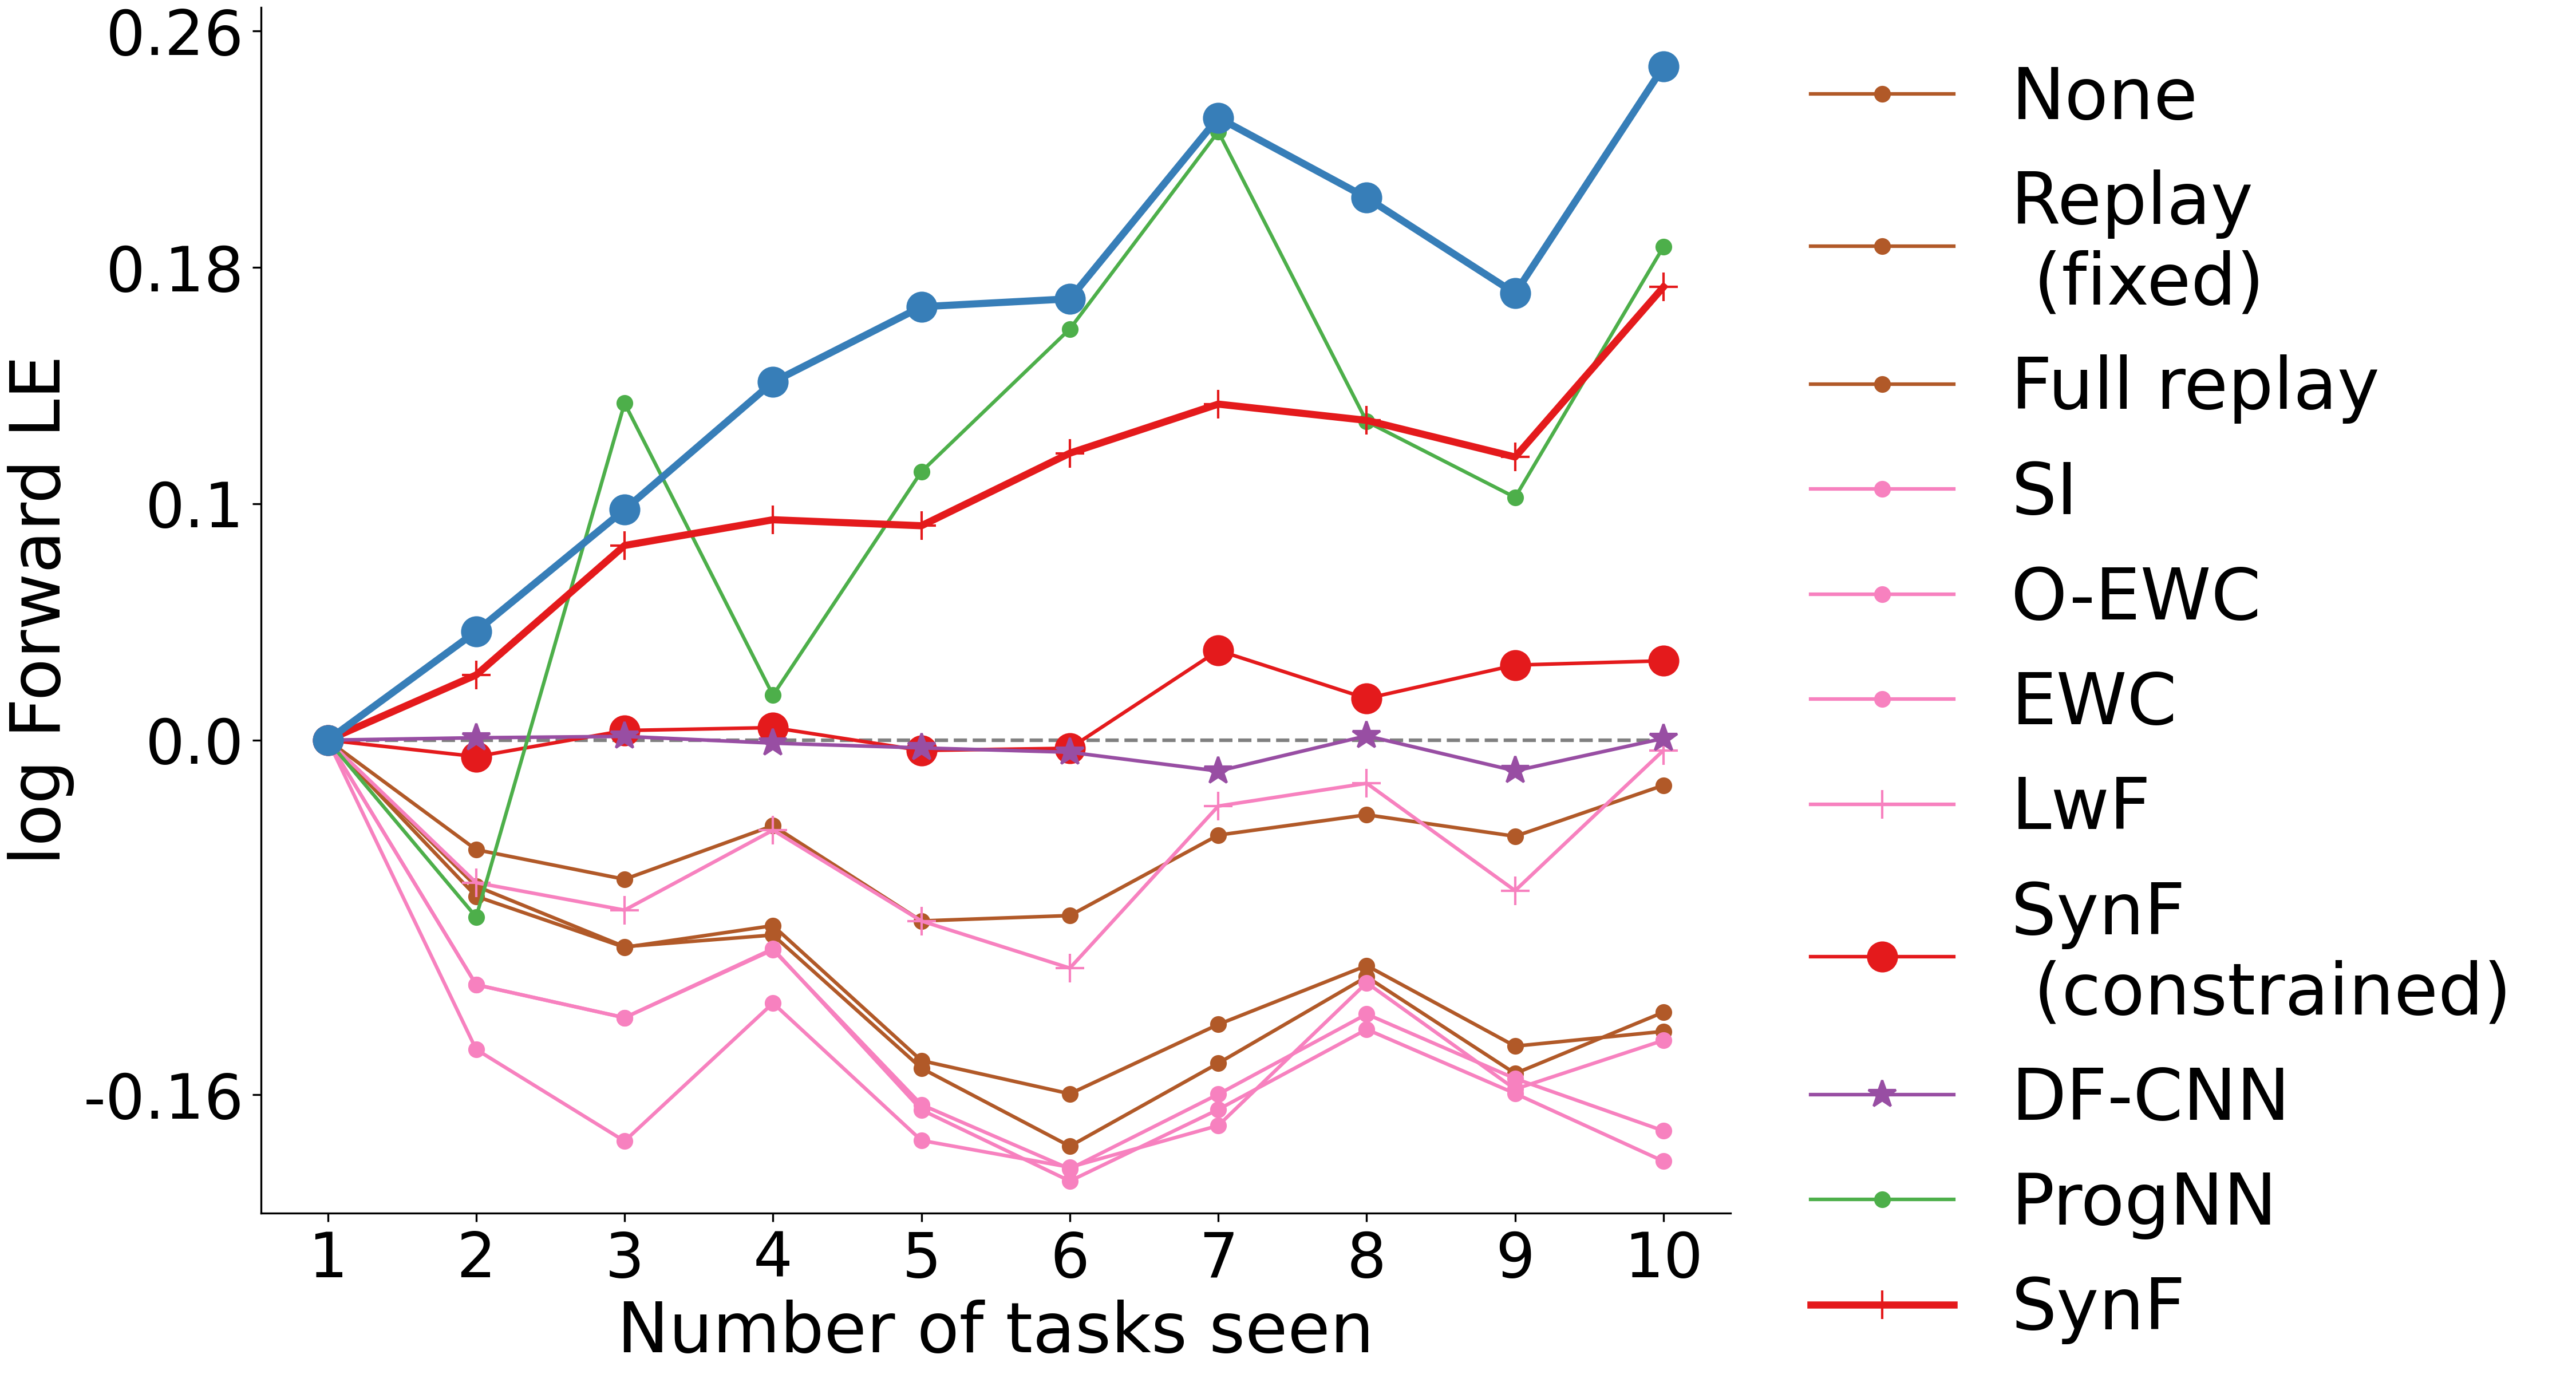 0.26
0.18
0.1
0.0
-0.16
log Forward LE
1 2 3 4 5 6 7 8 9 10
Number of tasks seen
None
Replay
(fixed)
Full replay
SI
O-EWC
EWC
LwF
SynF
(constrained)
DF-CNN
ProgNN
SynF